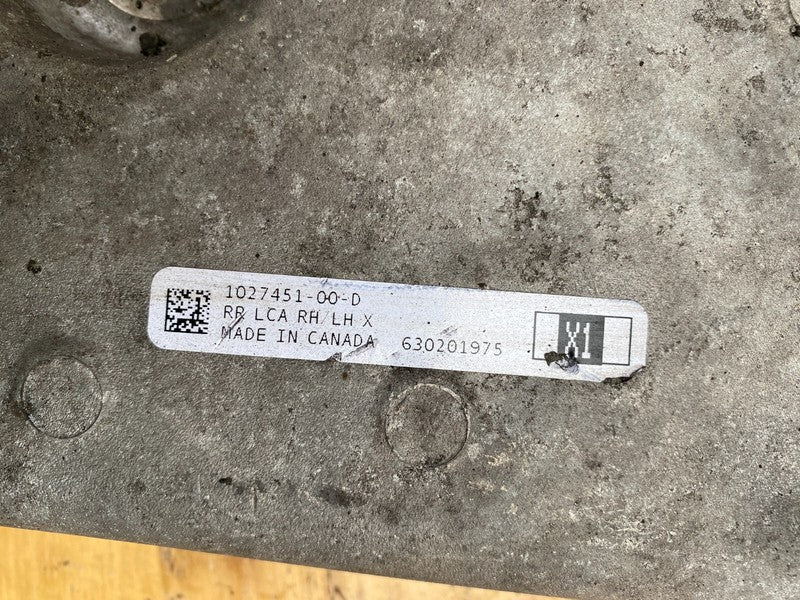 1027451-00-D
RR LCA RH/LH X
MADE IN CANADA 630201975
X1